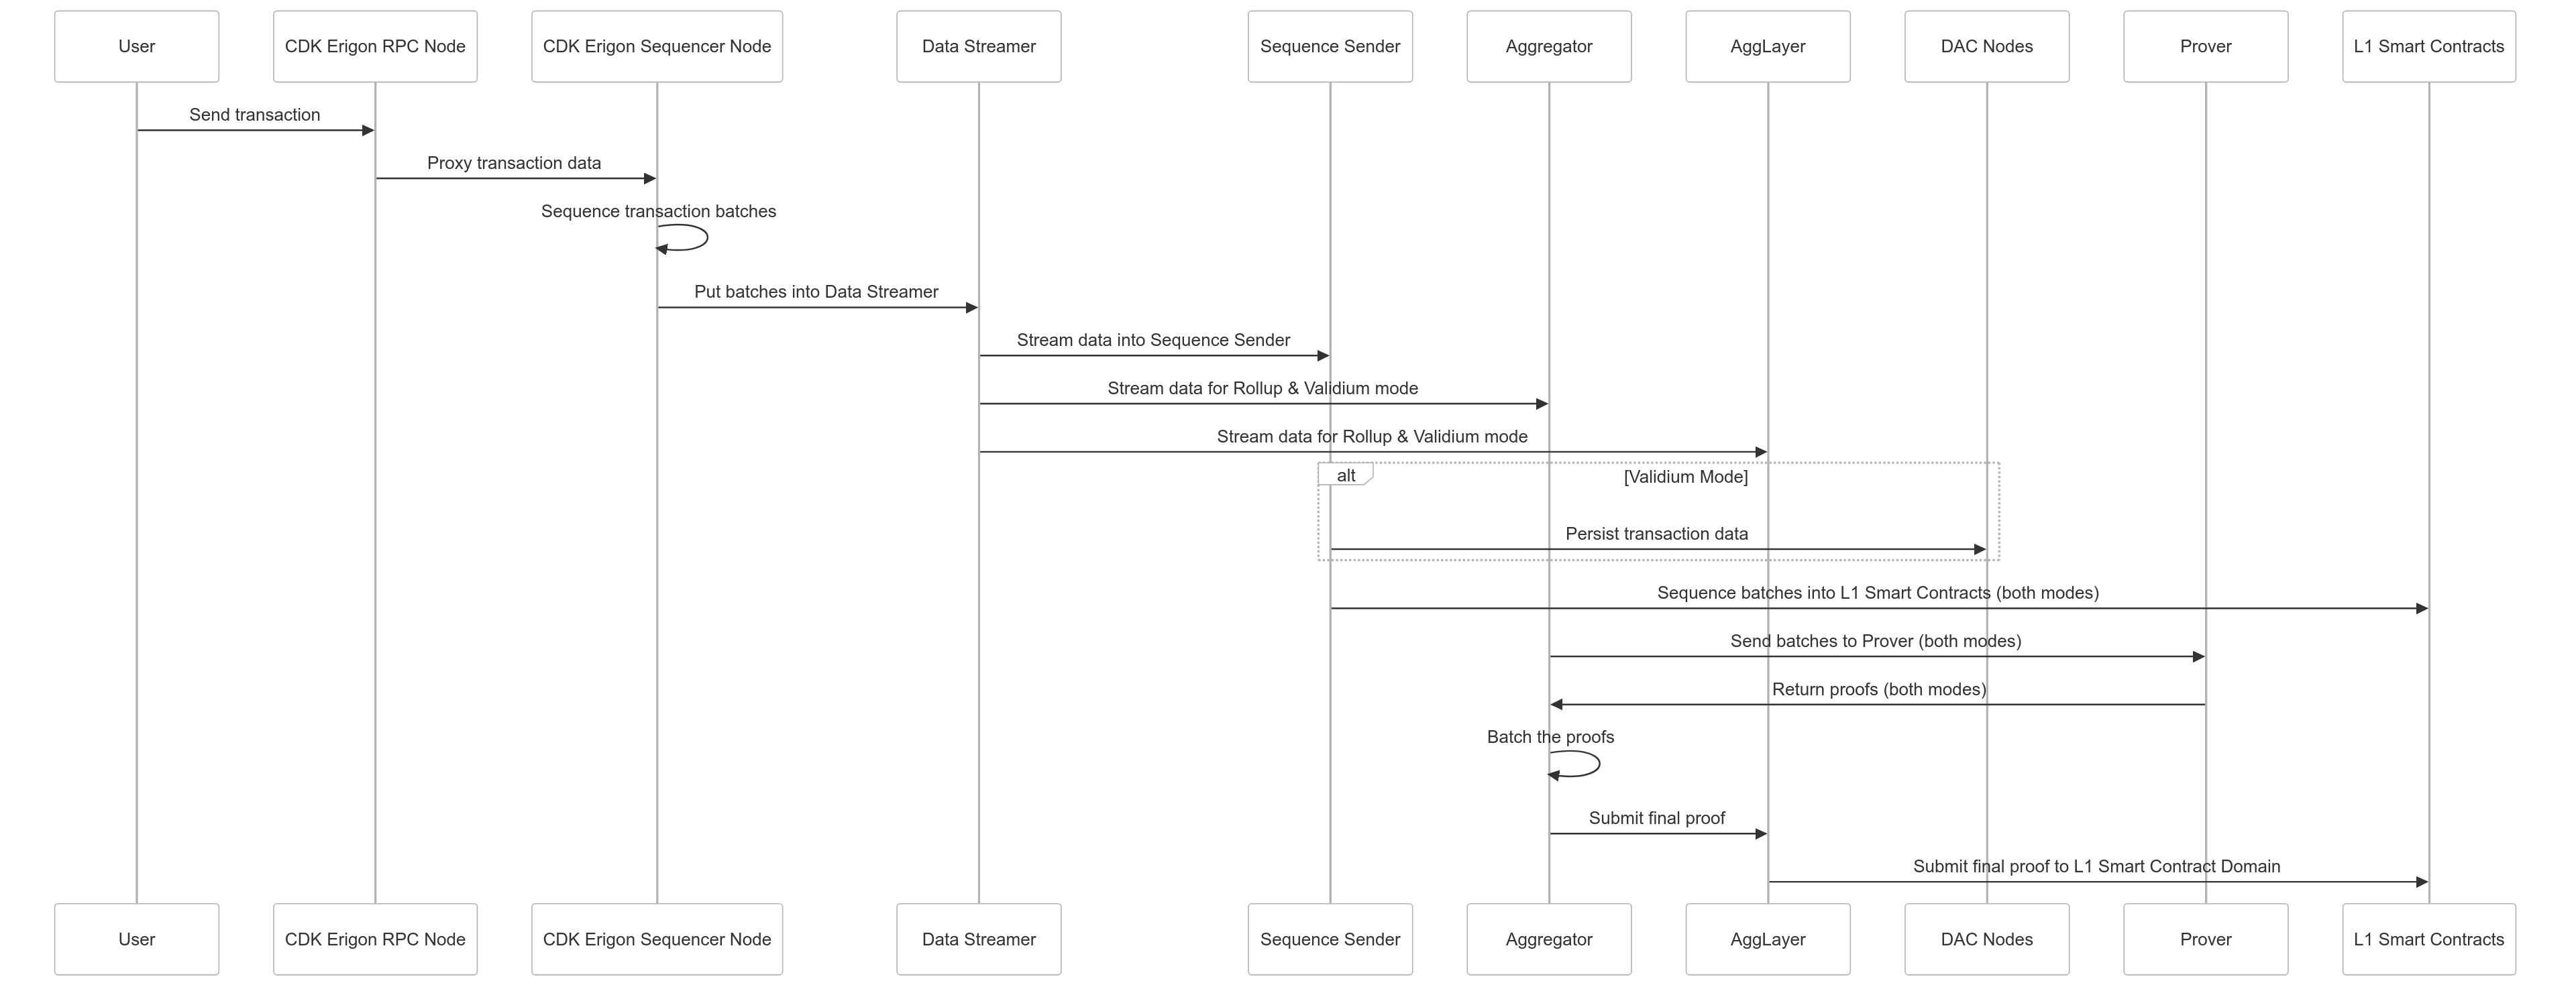 User
CDK Erigon RPC Node
CDK Erigon Sequencer Node
Data Streamer
Sequence Sender
Aggregator
AggLayer
DAC Nodes
Prover
L1 Smart Contracts
Send transaction
Proxy transaction data
Sequence transaction batches
Put batches into Data Streamer
Stream data into Sequence Sender
Stream data for Rollup & Validium mode
Stream data for Rollup & Validium mode
alt
[Validium Mode]
Persist transaction data
Sequence batches into L1 Smart Contracts (both modes)
Send batches to Prover (both modes)
Return proofs (both modes)
Batch the proofs
Submit final proof
Submit final proof to L1 Smart Contract Domain
User
CDK Erigon RPC Node
CDK Erigon Sequencer Node
Data Streamer
Sequence Sender
Aggregator
AggLayer
DAC Nodes
Prover
L1 Smart Contracts